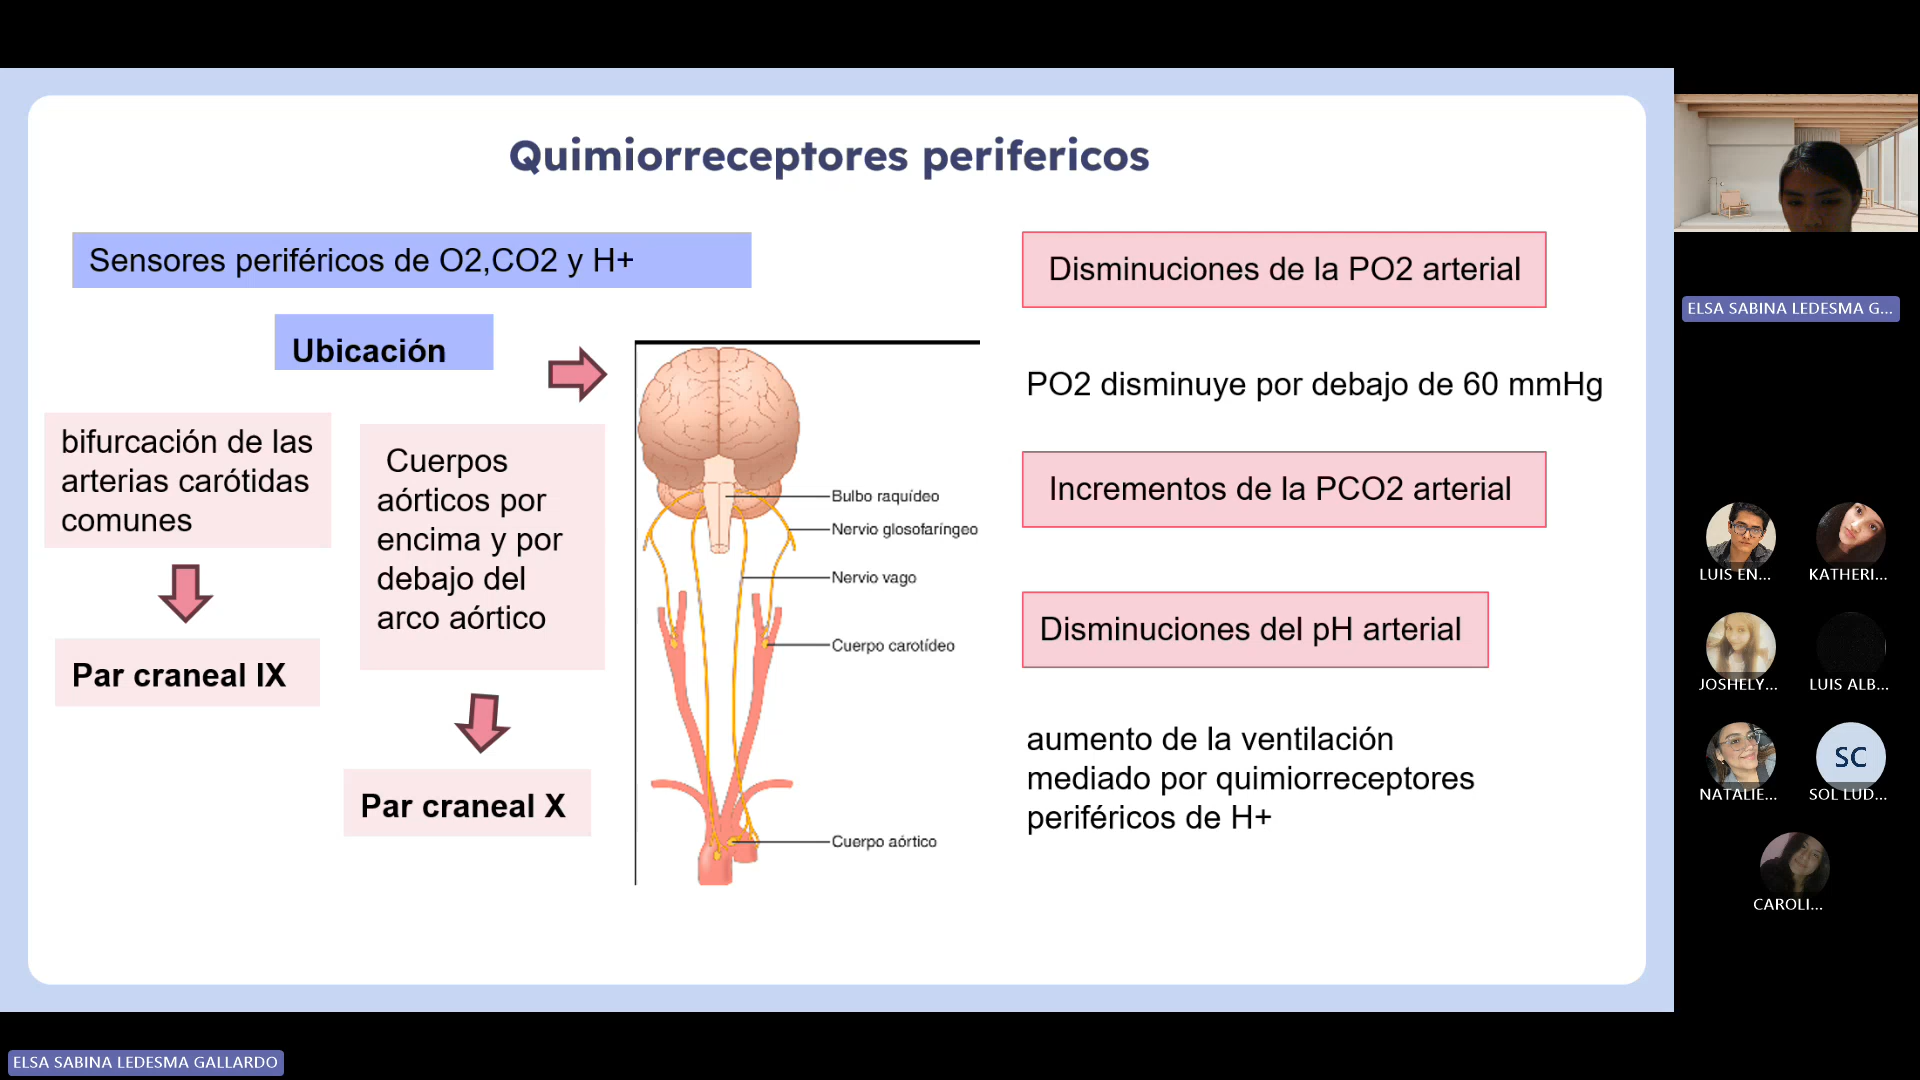 Quimiorreceptores perifericos
Sensores periféricos de O2,CO2 y H+
Ubicación
bifurcación de las
arterias carótidas
comunes
Par craneal IX
Cuerpos
aórticos por
encima y por
debajo del
arco aórtico
Par craneal X
Bulbo raquídeo
Nervio glosofaríngeo
Nervio vago
Cuerpo carotídeo
Cuerpo aórtico
Disminuciones de la PO2 arterial
PO2 disminuye por debajo de 60 mmHg
Incrementos de la PCO2 arterial
Disminuciones del pH arterial
aumento de la ventilación
mediado por quimiorreceptores
periféricos de H+
ELSA SABINA LEDESMA G...
LUIS EN...
KATHERI...
JOSHELY...
LUIS ALB...
NATALIE...
SC
SOL LUD...
CAROLI...
ELSA SABINA LEDESMA GALLARDO